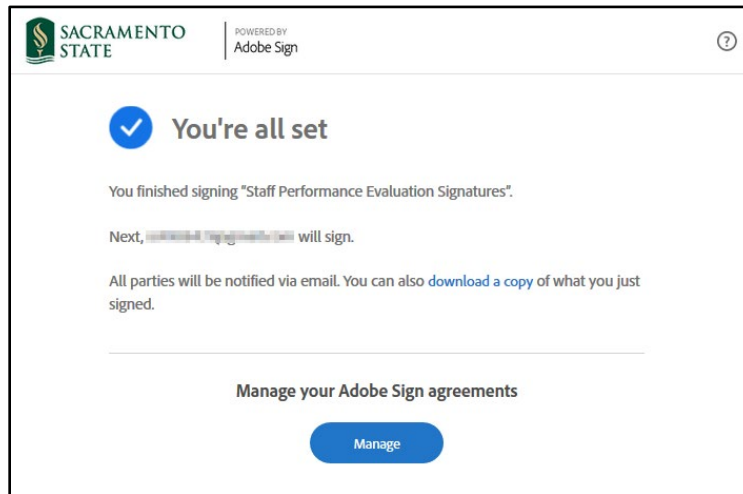 SACRAMENTO
STATE
POWERED BY
Adobe Sign
?
You're all set
You finished signing "Staff Performance Evaluation Signatures".
Next, will sign.
All parties will be notified via email. You can also download a copy of what you just
signed.
Manage your Adobe Sign agreements
Manage